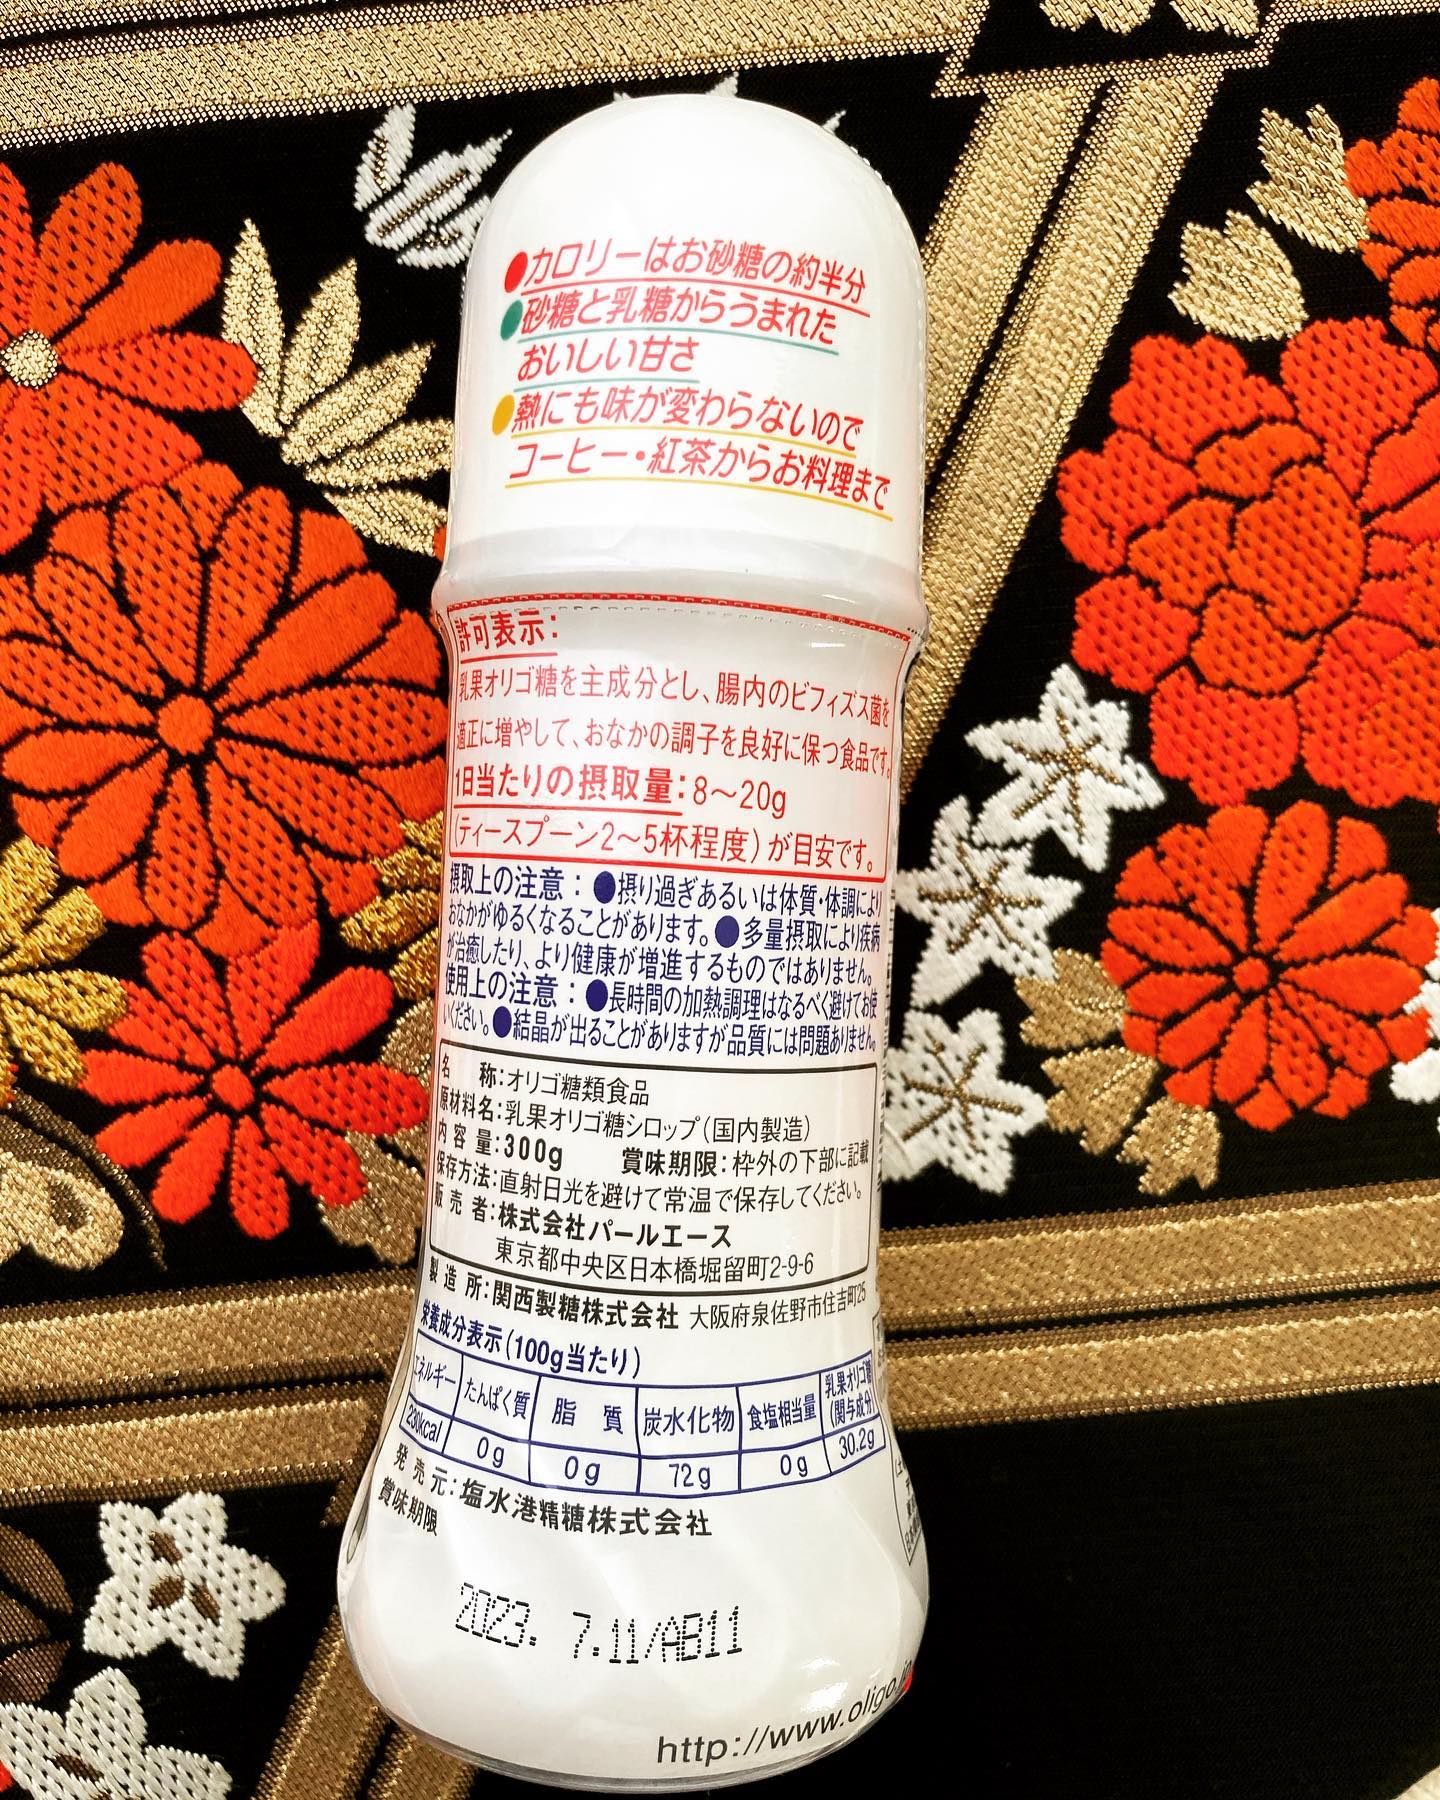 ●カロリーはお砂糖の約半分
●砂糖と乳糖からうまれた
おいしい甘さ
●熱にも味が変わらないので
コーヒー・紅茶からお料理まで
許可表示:
乳果オリゴ糖を主成分とし、腸内のビフィズス菌を
適正に増やして、おなかの調子を良好に保つ食品です。
1日当たりの摂取量:8～20g
(ティースプーン2～5杯程度)が目安です。
摂取上の注意:●摂り過ぎあるいは体質・体調により
おなかがゆるくなることがあります。●多量摂取により疾病
が治癒したり、より健康が増進するものではありません。
使用上の注意:●長時間の加熱調理はなるべく避けてお使
いください。●結晶が出ることがありますが品質には問題ありません。
名称:オリゴ糖類食品
原材料名:乳果オリゴ糖シロップ(国内製造)
内容量:300g 賞味期限:枠外の下部に記載
保存方法:直射日光を避けて常温で保存してください。
販売者:株式会社パールエース
東京都中央区日本橋堀留町2-9-6
製造所:関西製糖株式会社 大阪府泉佐野市住吉町25
栄養成分表示(100g当たり)
エネルギー たんぱく質 脂質 炭水化物 食塩相当量 乳果オリゴ糖
(関与成分)
230kcal 0g 0g 72g 0g 30.2g
発売元:塩水港精糖株式会社
賞味期限
2023. 7.11/AB11
http://www.oligo.jp